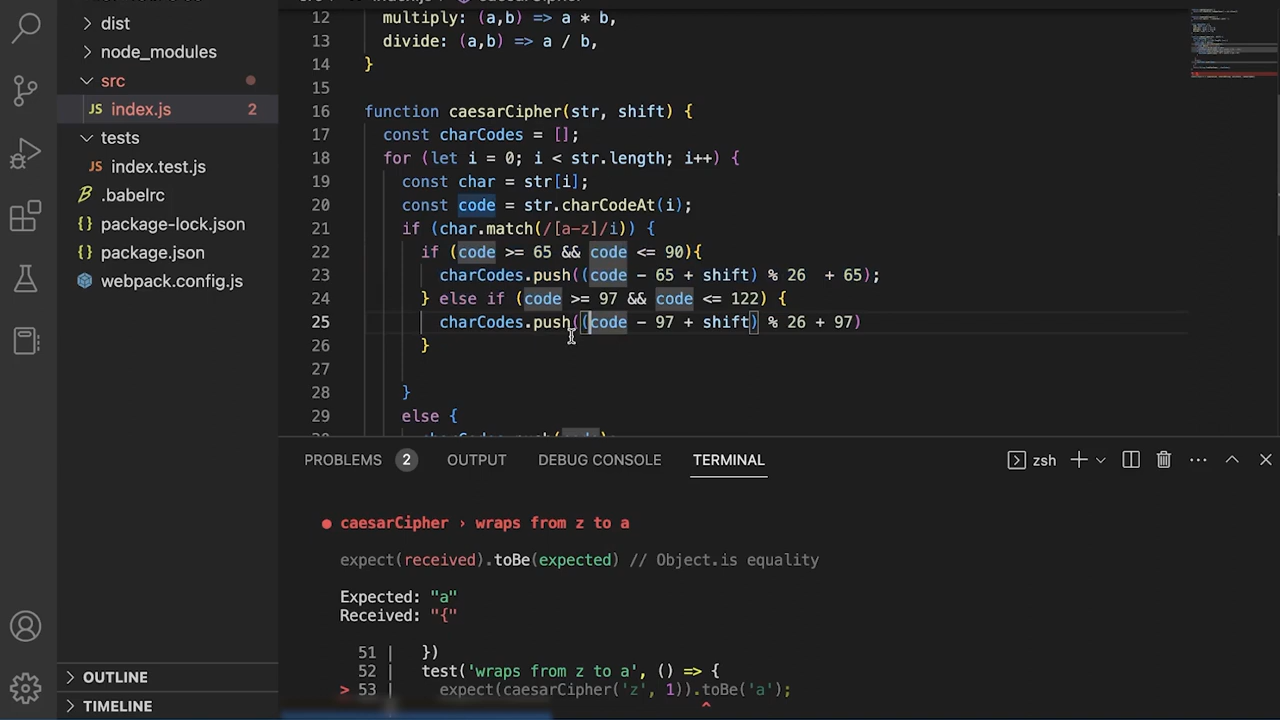 dist
node_modules
src
JS index.js 2
tests
JS index.test.js
.babelrc
{} package-lock.json
{} package.json
webpack.config.js
OUTLINE
TIMELINE
12 multiply: (a,b) => a * b,
13 divide: (a,b) => a / b,
14 }
15
16 function caesarCipher(str, shift) {
17 const charCodes = [];
18 for (let i = 0; i < str.length; i++) {
19 const char = str[i];
20 const code = str.charCodeAt(i);
21 if (char.match(/[a-z]/i)) {
22 if (code >= 65 && code <= 90){
23 charCodes.push((code - 65 + shift) % 26  + 65);
24 } else if (code >= 97 && code <= 122) {
25 charCodes.push((code - 97 + shift) % 26 + 97)
26 }
27
28 }
29 else {
PROBLEMS 2 OUTPUT DEBUG CONSOLE TERMINAL zsh
● caesarCipher › wraps from z to a
expect(received).toBe(expected) // Object.is equality
Expected: "a"
Received: "{"
51 | })
52 | test('wraps from z to a', () => {
> 53 | expect(caesarCipher('z', 1)).toBe('a');
^